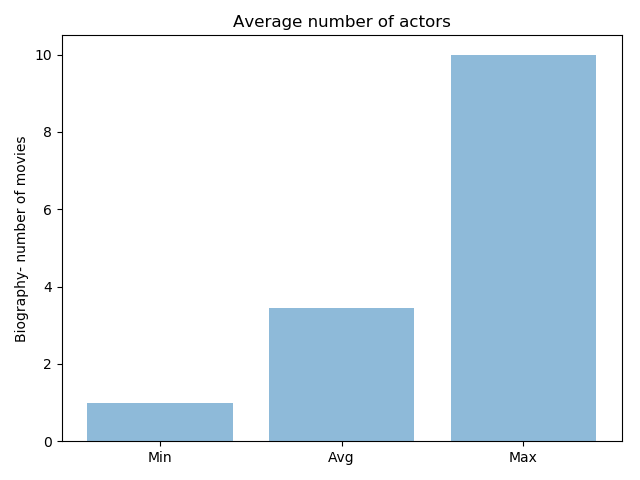 Average number of actors
Biography- number of movies
10
8
6
4
2
0
Min
Avg
Max